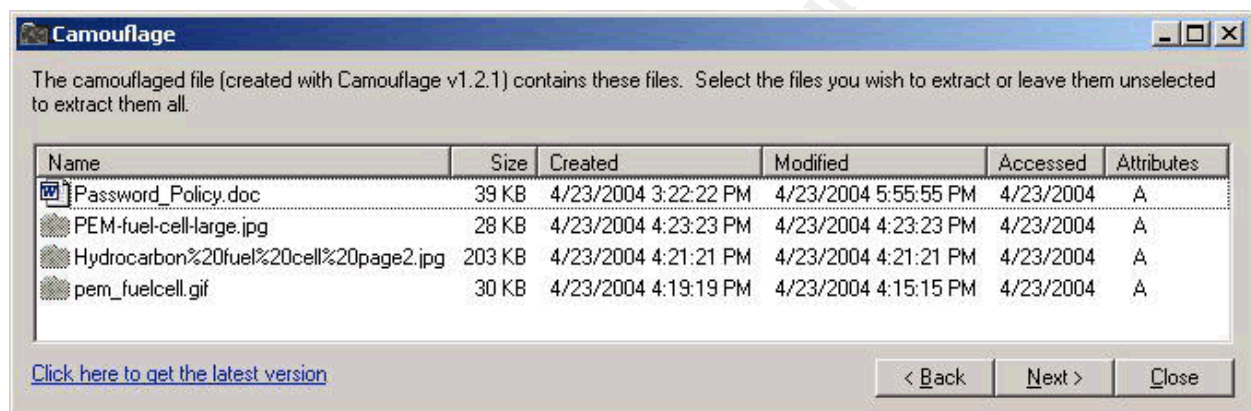 Camouflage
The camouflaged file (created with Camouflage v1.2.1) contains these files. Select the files you wish to extract or leave them unselected
to extract them all.
Name Size Created Modified Accessed Attributes
Password_Policy.doc 39 KB 4/23/2004 3:22:22 PM 4/23/2004 5:55:55 PM 4/23/2004 A
PEM-fuel-cell-large.jpg 28 KB 4/23/2004 4:23:23 PM 4/23/2004 4:23:23 PM 4/23/2004 A
Hydrocarbon%20fuel%20cell%20page2.jpg 203 KB 4/23/2004 4:21:21 PM 4/23/2004 4:21:21 PM 4/23/2004 A
pem_fuelcell.gif 30 KB 4/23/2004 4:19:19 PM 4/23/2004 4:15:15 PM 4/23/2004 A
Click here to get the latest version
< Back Next > Close